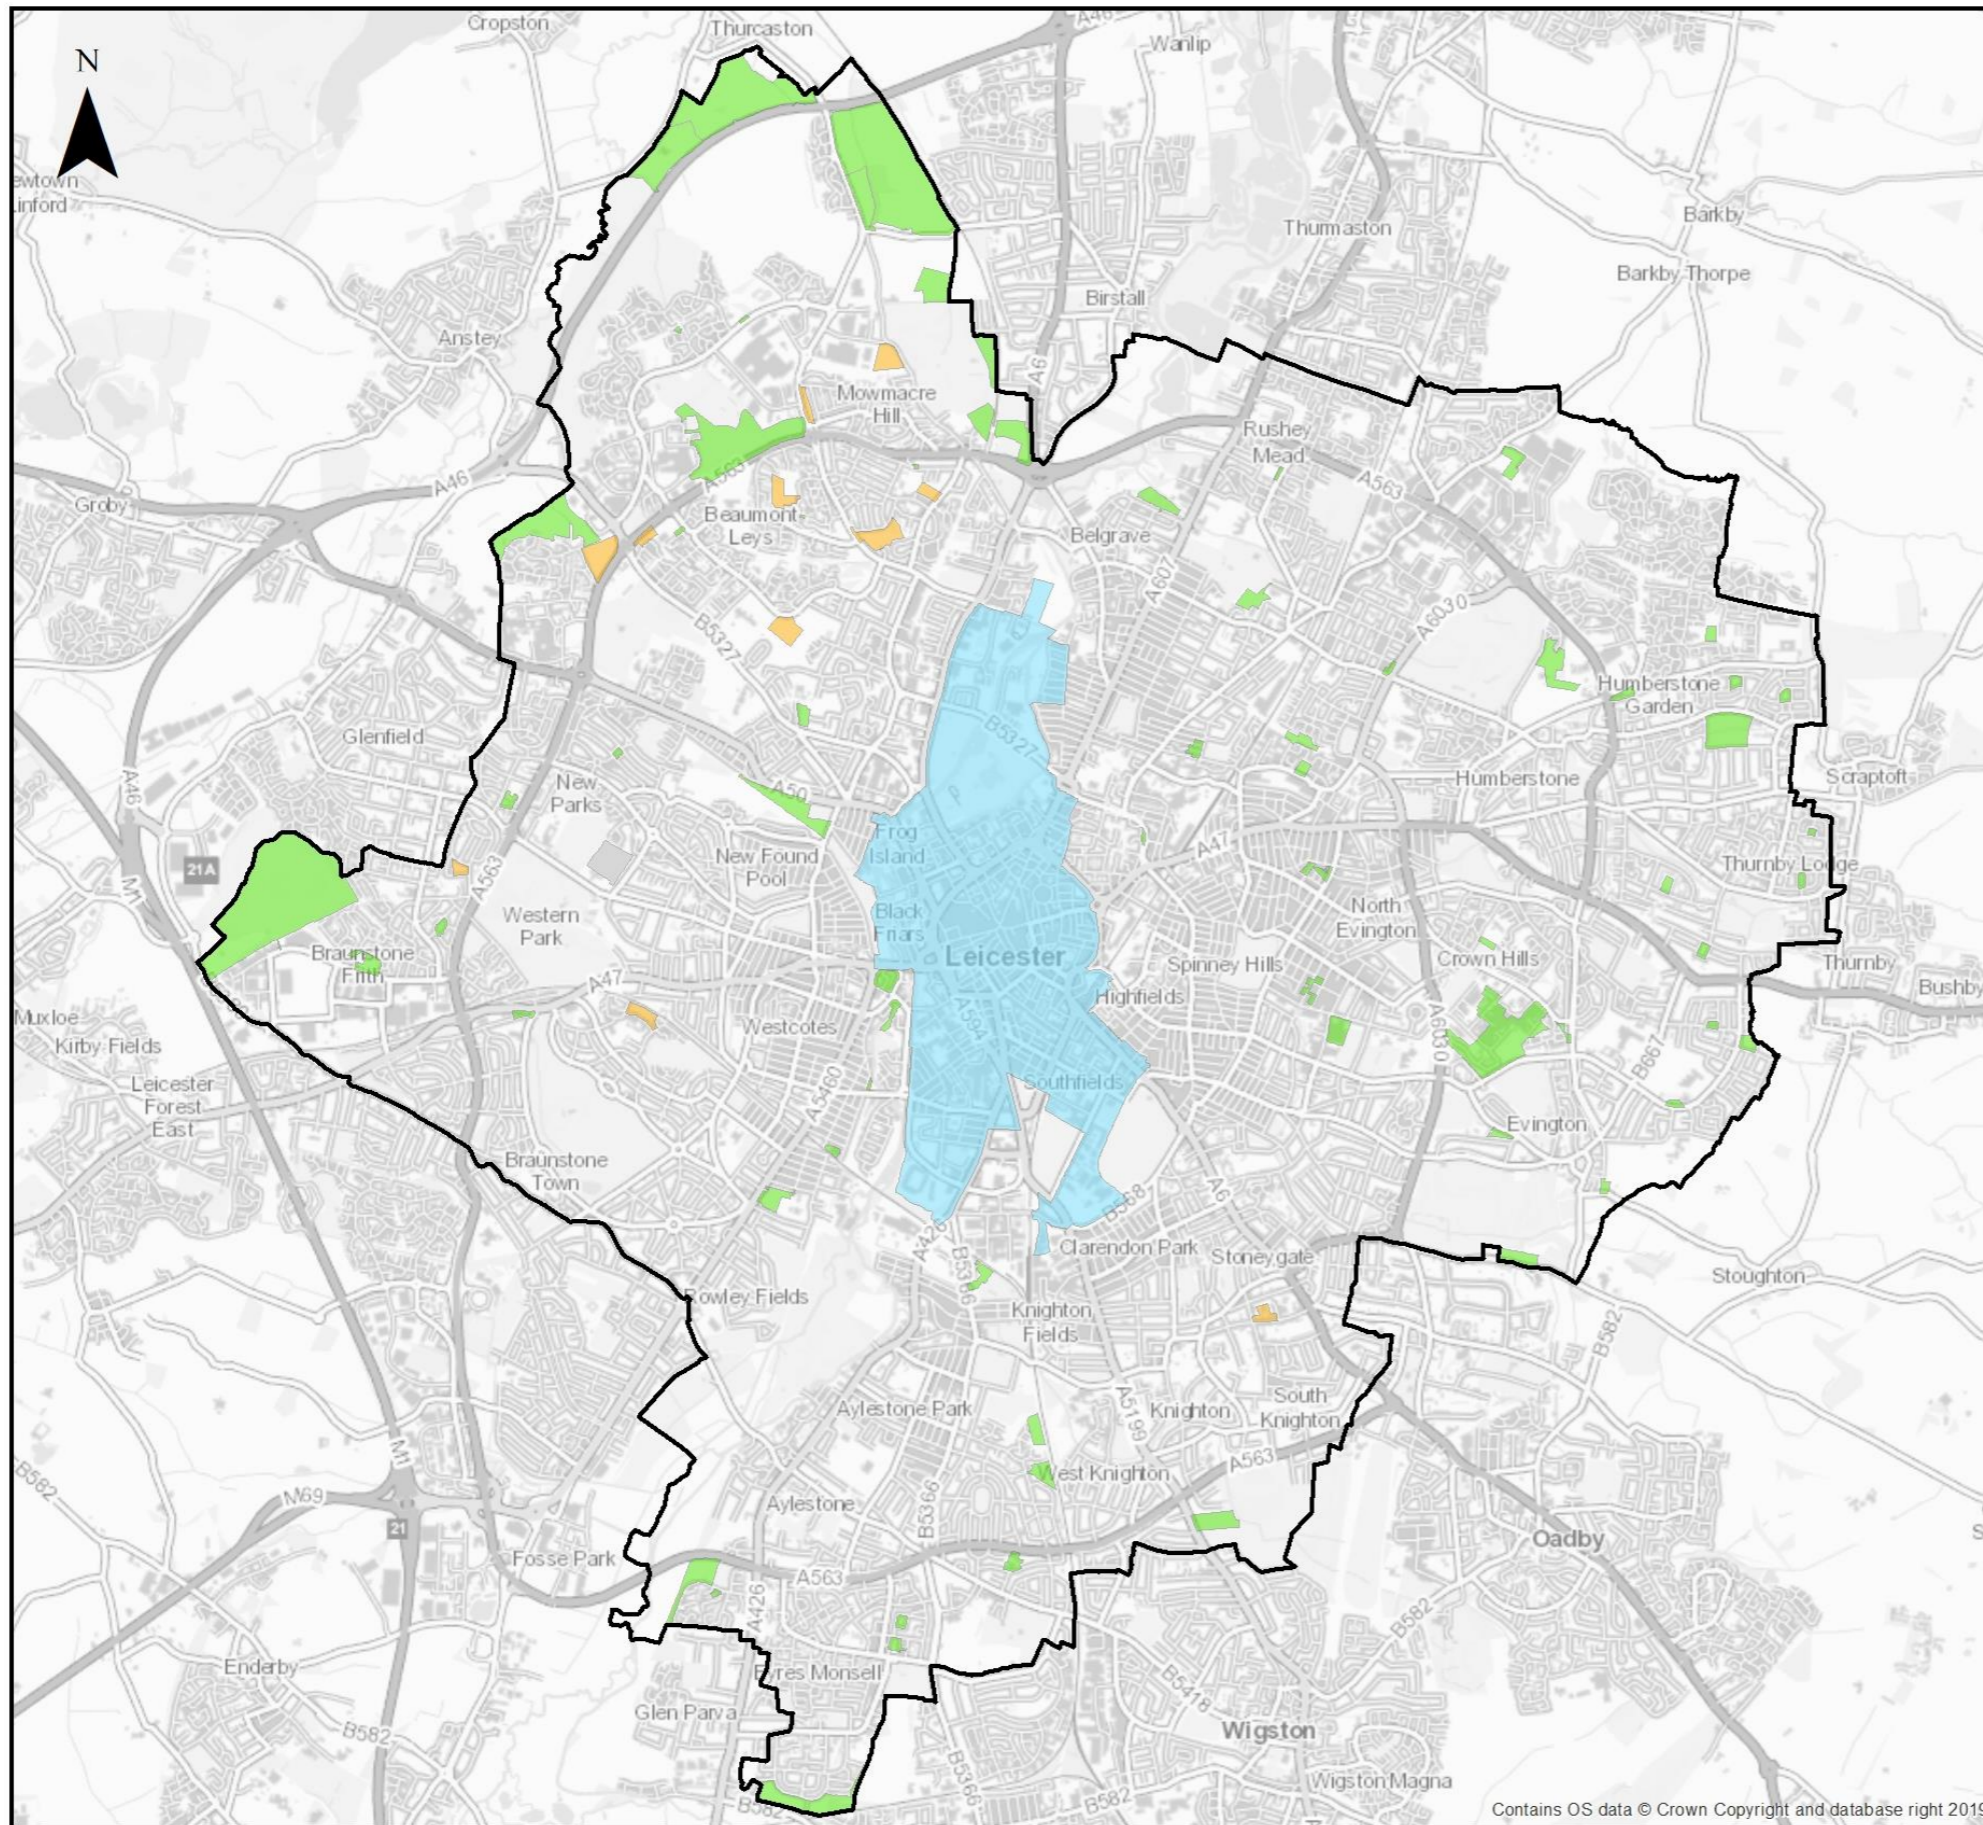 Cropston
Thurcaston
A46
Wanlip
N
ewtown
Linford
Barkby
Thurmaston
Barkby Thorpe
Birstall
Anstey
A6
Mowmacre
Hill
Rushey
Mead
A563
A563
A46
Groby
Beaumont
Leys
Belgrave
A607
A6030
B5327
Humberstone
Garden
B5327
Glenfield
A46
New
Parks
A50
Humberstone
Scraptoft
Frog
Island
A47
New Found
Pool
21A
M1
A563
Thurnby Lodge
Western
Park
Black
Friars
North
Evington
Braunstone
Frith
Leicester
Spinney Hills
Crown Hills
Thurnby
A47
Highfields
Bushby
Muxloe
Westcotes
A594
Kirby Fields
A6030
B667
Leicester
Forest
East
A5460
Southfields
Evington
Braunstone
Town
A6
B568
A426
B5366
Clarendon Park
Stoneygate
Stoughton
Rowley Fields
Knighton
Fields
B582
Aylestone Park
A5199
Knighton
South
Knighton
M1
A563
West Knighton
B582
M69
Aylestone
B5366
21
Oadby
Fosse Park
A563
A426
B582
Enderby
Eyres Monsell
B5418
Glen Parva
B582
Wigston
B5366
Wigston Magna
B582
B582
Contains OS data © Crown Copyright and database right 2019